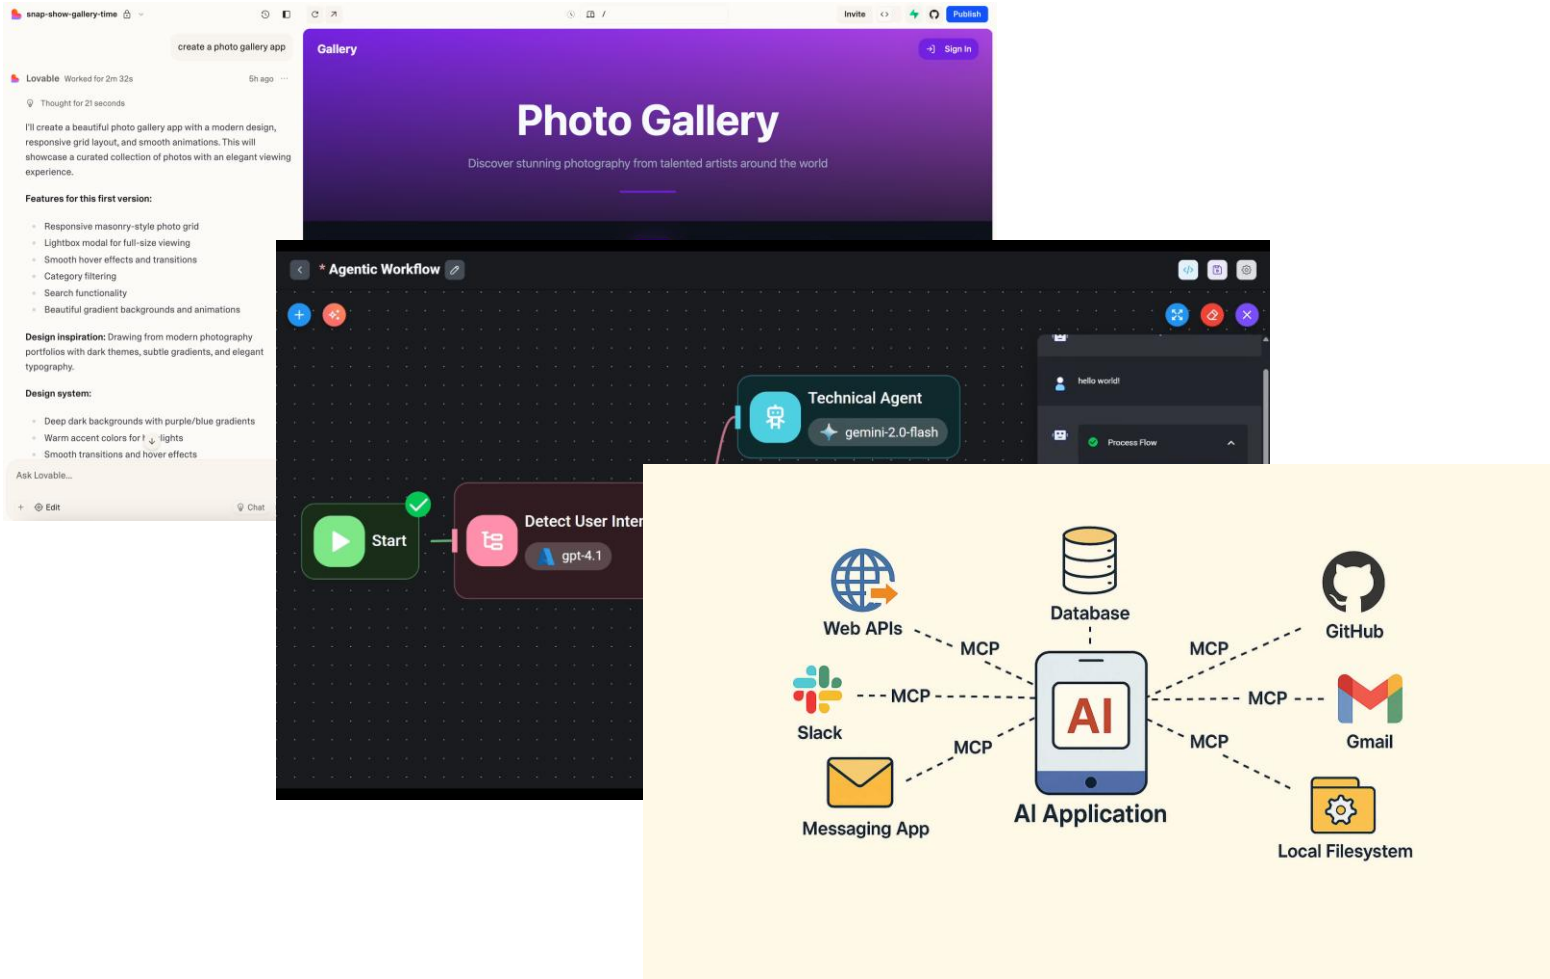 snap-show-gallery-time
/
Invite
Publish
create a photo gallery app
Lovable Worked for 2m 32s
5h ago
Thought for 21 seconds
I'll create a beautiful photo gallery app with a modern design,
responsive grid layout, and smooth animations. This will
showcase a curated collection of photos with an elegant viewing
experience.
Features for this first version:
Responsive masonry-style photo grid
Lightbox modal for full-size viewing
Smooth hover effects and transitions
Category filtering
Search functionality
Beautiful gradient backgrounds and animations
Design inspiration: Drawing from modern photography
portfolios with dark themes, subtle gradients, and elegant
typography.
Design system:
Deep dark backgrounds with purple/blue gradients
Warm accent colors for
lights
Smooth transitions and hover effects
Ask Lovable...
Edit
Chat
Gallery
Sign In
Photo Gallery
Discover stunning photography from talented artists around the world
* Agentic Workflow
hello world!
Process Flow
Technical Agent
gemini-2.0-flash
Start
Detect User Inter
gpt-4.1
Database
Web APIs
GitHub
MCP
MCP
Slack
MCP
MCP
Gmail
MCP
MCP
AI
Messaging App
AI Application
Local Filesystem